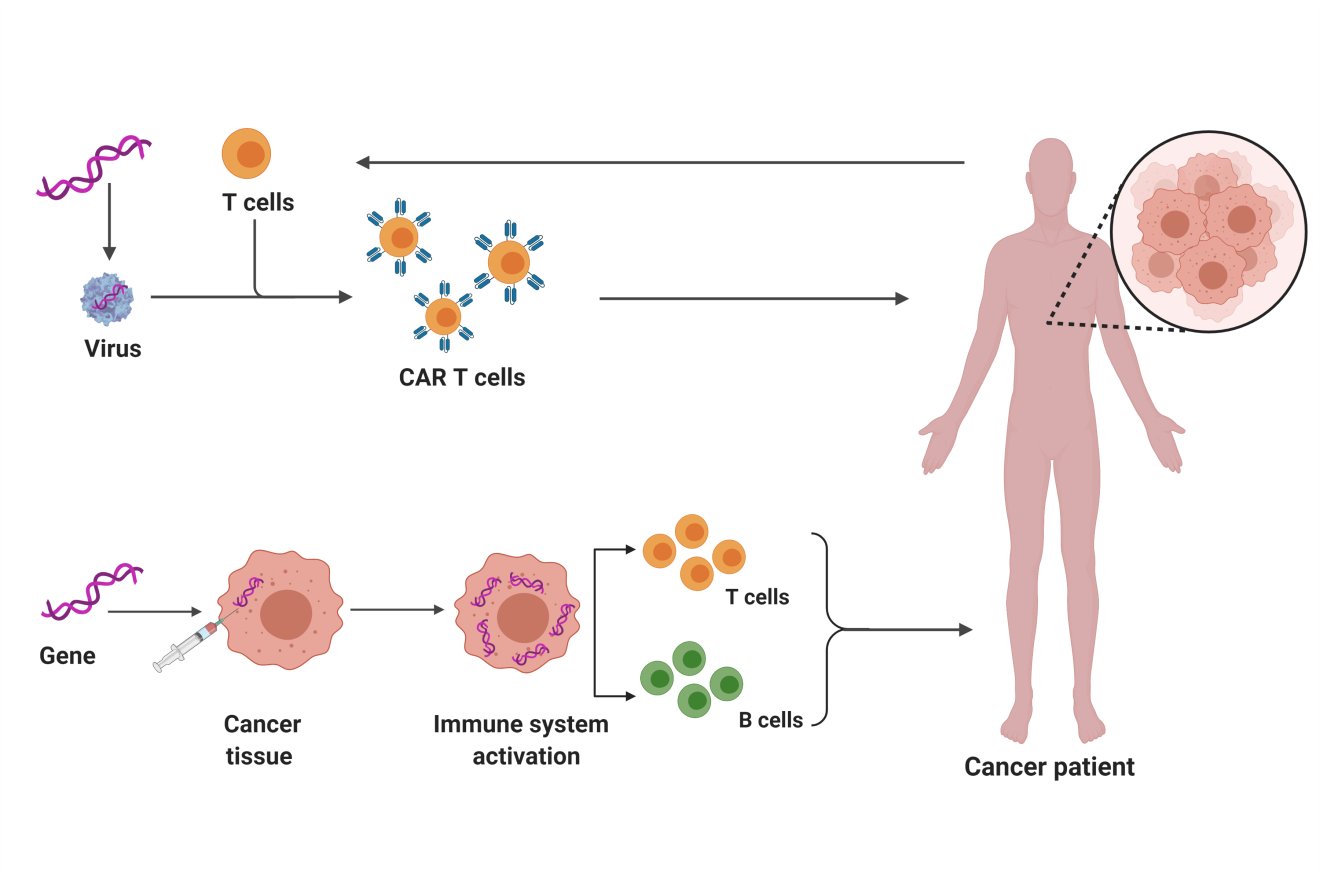 T cells
Virus
CAR T cells
Gene
T cells
B cells
Cancer
tissue
Immune system
activation
Cancer patient